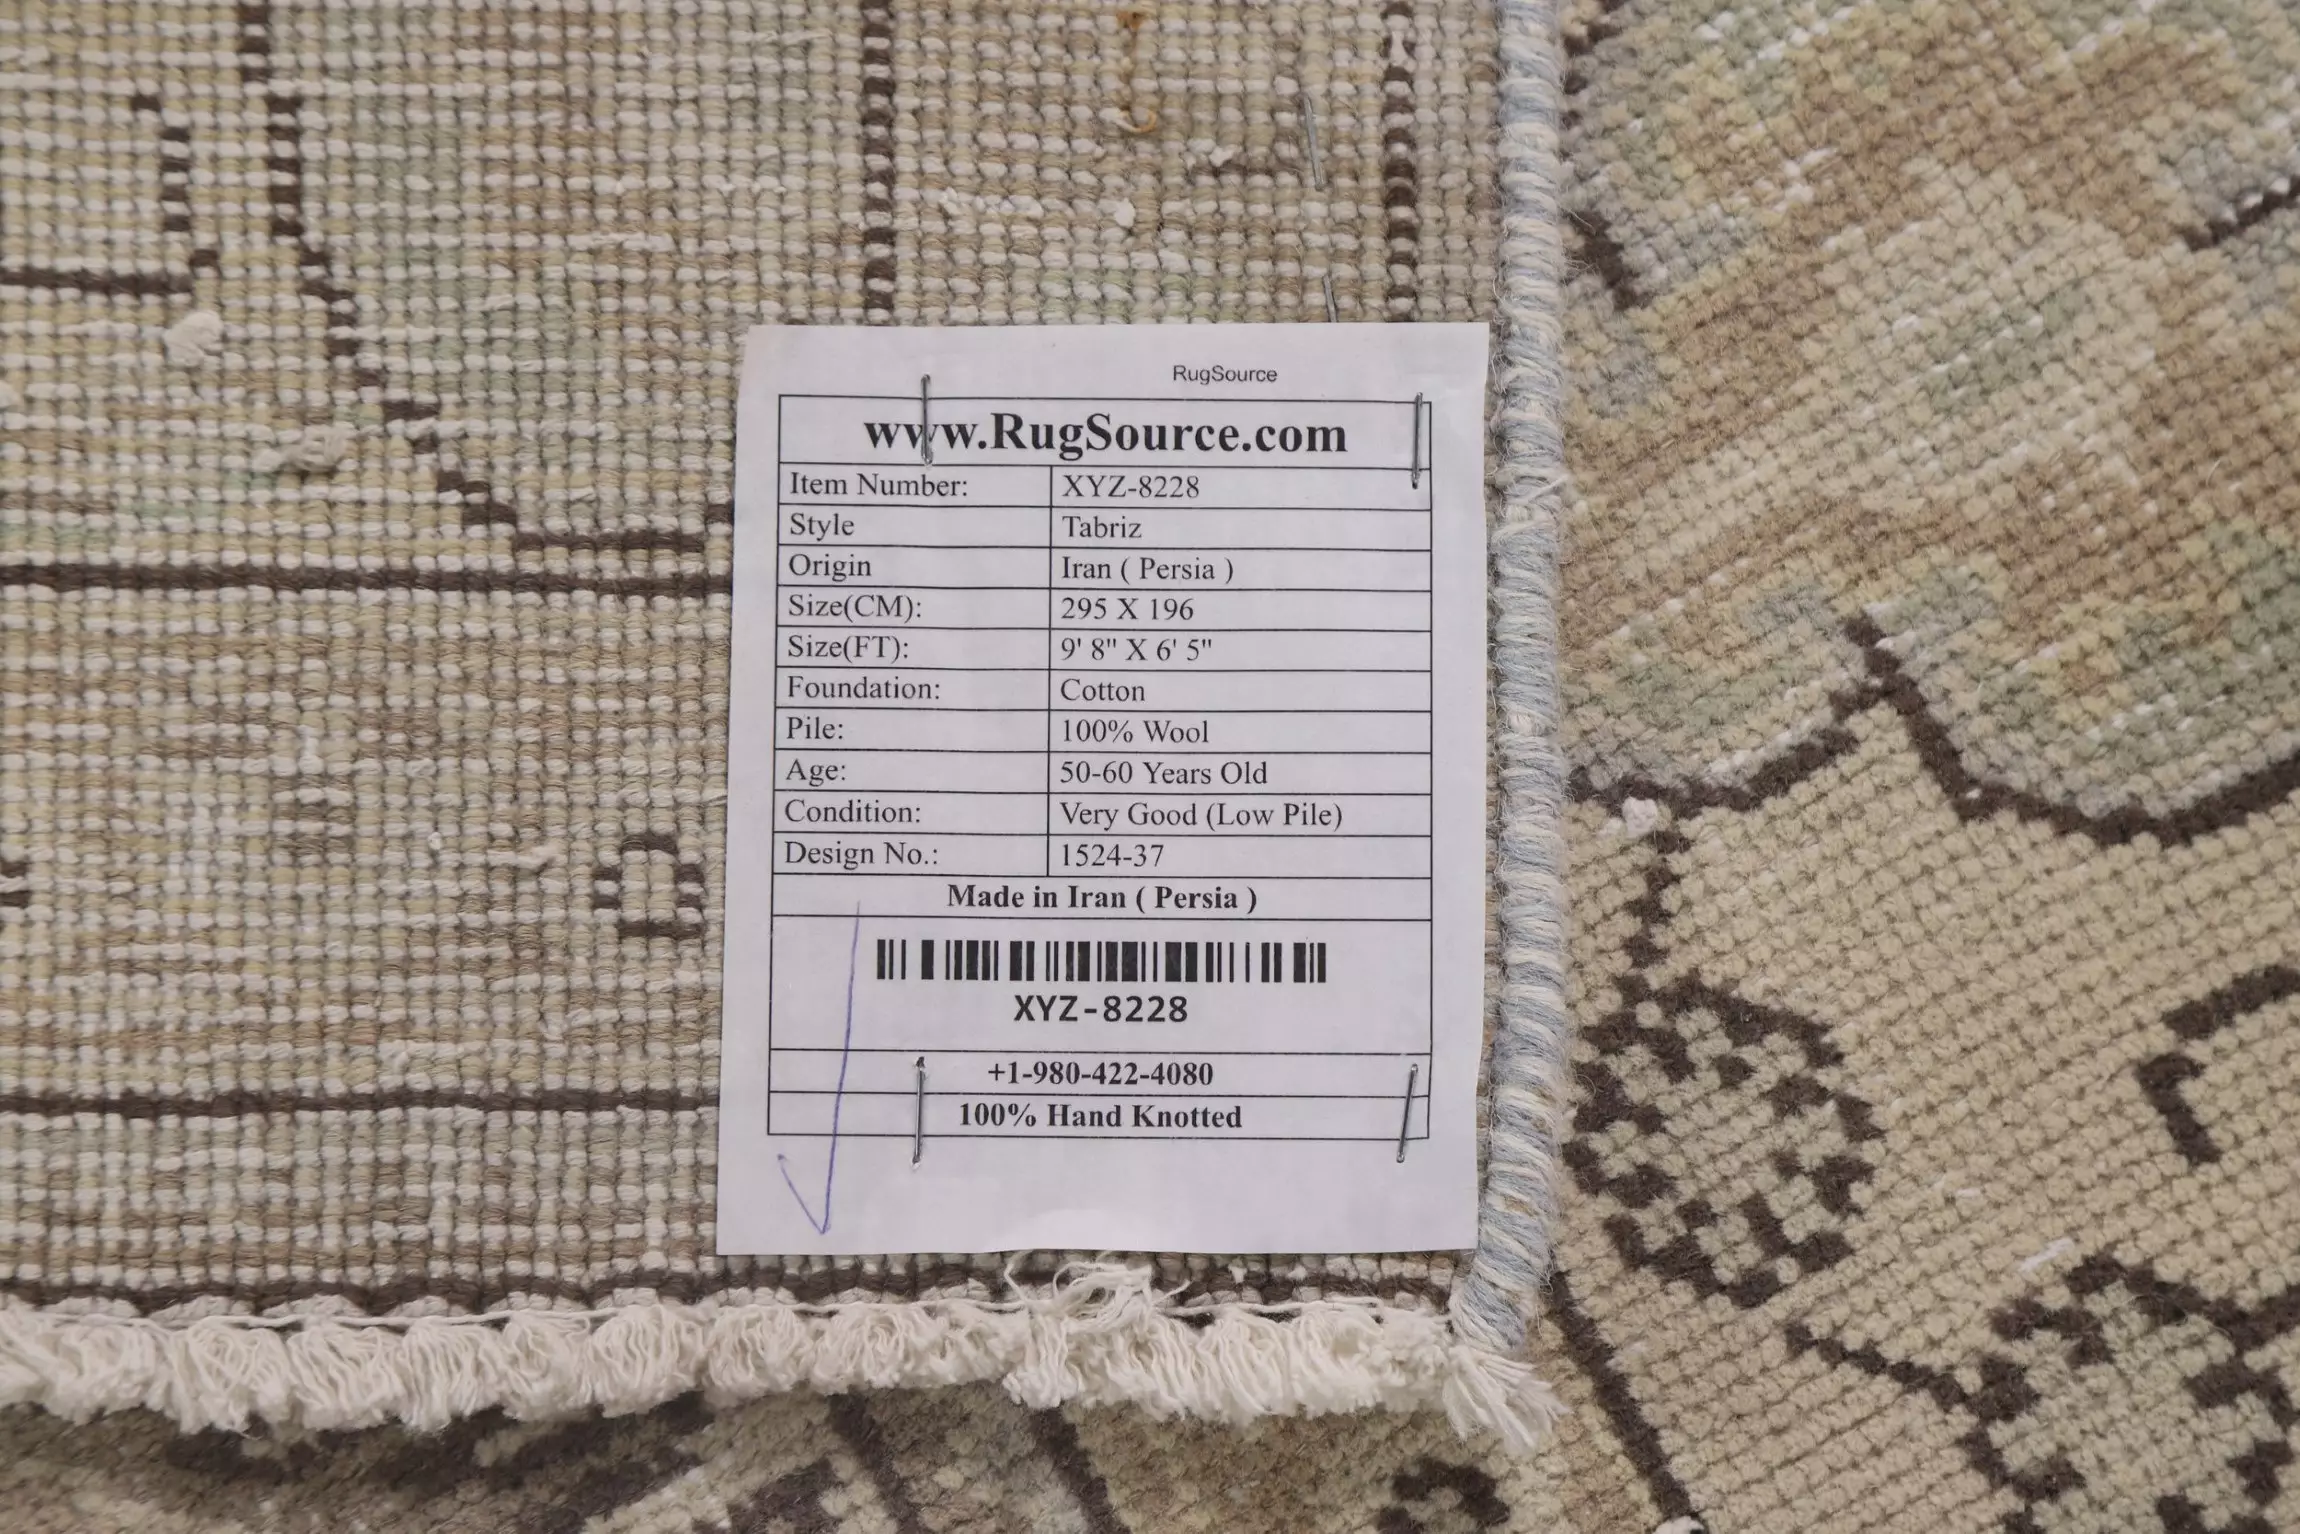 RugSource
www.RugSource.com
Item Number: XYZ-8228
Style Tabriz
Origin Iran ( Persia )
Size(CM): 295 X 196
Size(FT): 9' 8" X 6' 5"
Foundation: Cotton
Pile: 100% Wool
Age: 50-60 Years Old
Condition: Very Good (Low Pile)
Design No.: 1524-37
Made in Iran ( Persia )
XYZ-8228
+1-980-422-4080
100% Hand Knotted